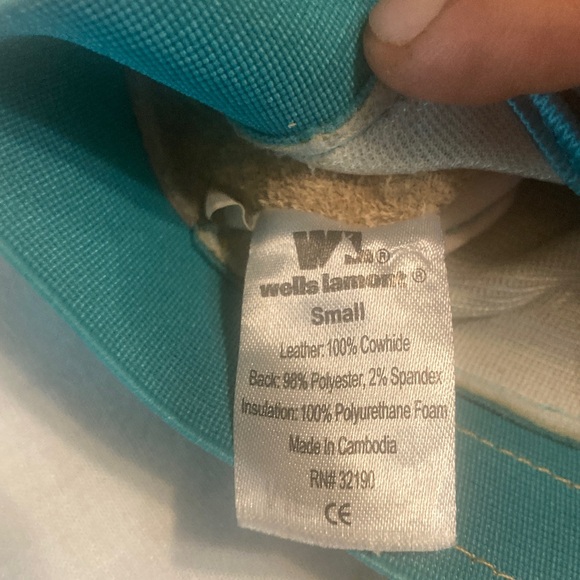 WL®
wells lamont®
Small
Leather: 100% Cowhide
Back: 98% Polyester, 2% Spandex
Insulation: 100% Polyurethane Foam
Made In Cambodia
RN# 32190
CE